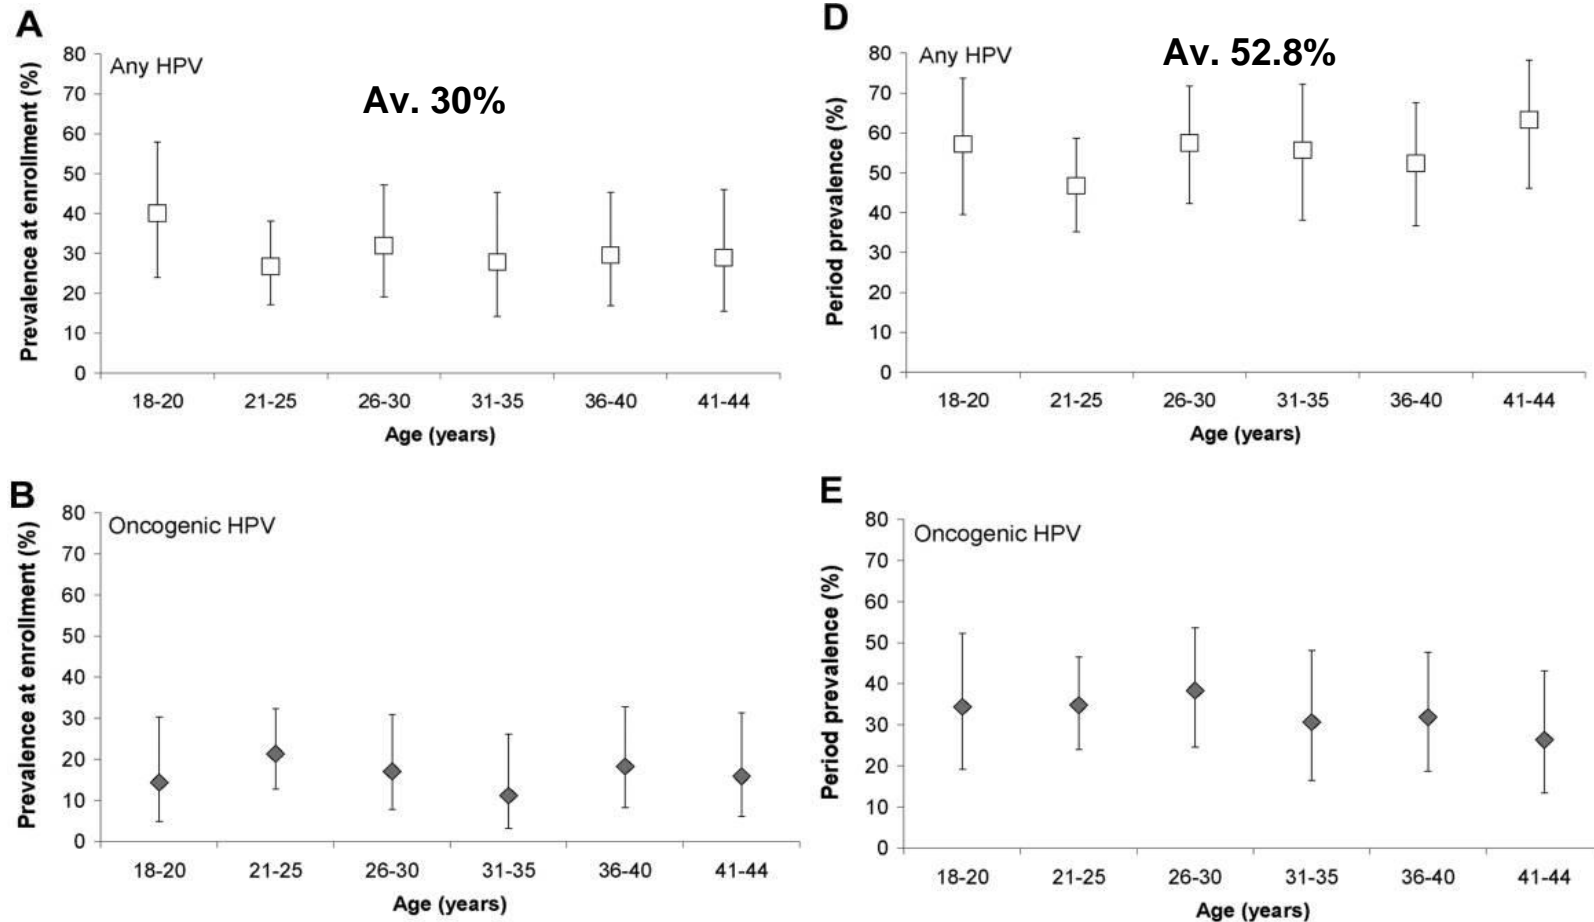 A
Any HPV
Av. 30%
Prevalence at enrollment (%)
80
70
60
50
40
30
20
10
0
18-20 21-25 26-30 31-35 36-40 41-44
Age (years)
D
Any HPV
Av. 52.8%
Period prevalence (%)
80
70
60
50
40
30
20
10
0
18-20 21-25 26-30 31-35 36-40 41-44
Age (years)
B
Oncogenic HPV
Prevalence at enrollment (%)
80
70
60
50
40
30
20
10
0
18-20 21-25 26-30 31-35 36-40 41-44
Age (years)
E
Oncogenic HPV
Period prevalence (%)
80
70
60
50
40
30
20
10
0
18-20 21-25 26-30 31-35 36-40 41-44
Age (years)